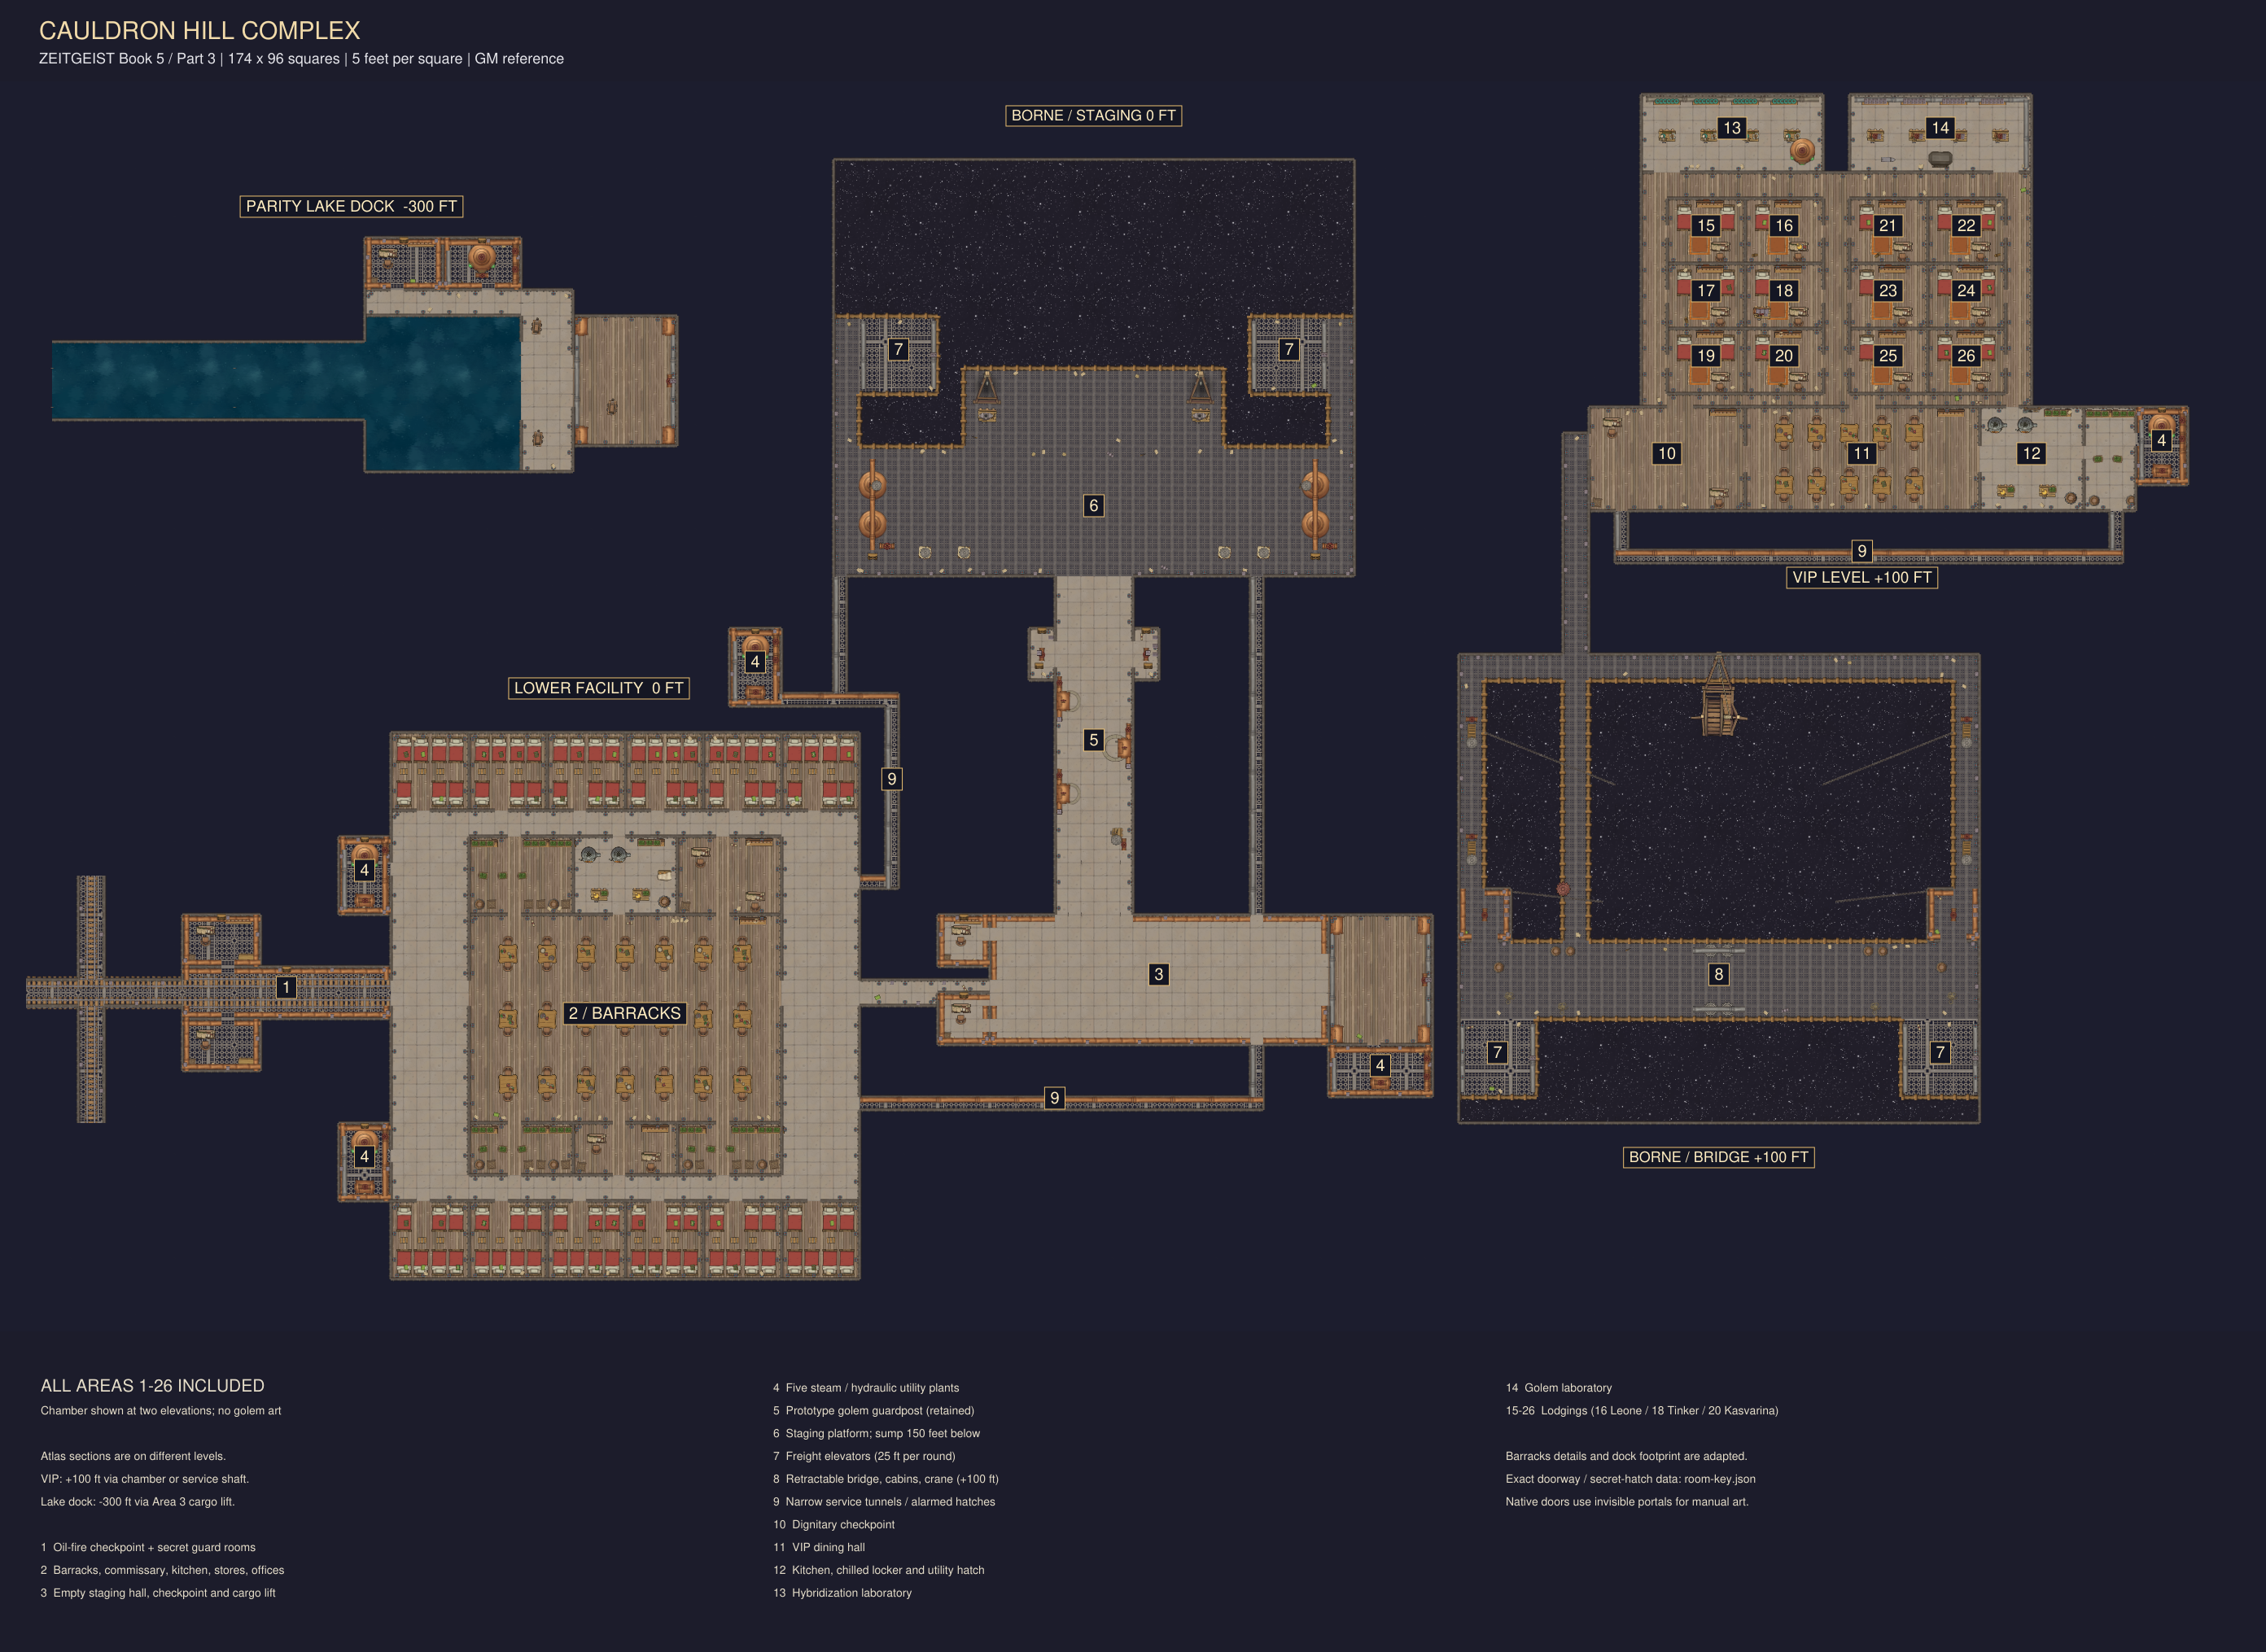 CAULDRON HILL COMPLEX
ZEITGEIST Book 5 / Part 3 | 174 x 96 squares | 5 feet per square | GM reference
BORNE / STAGING 0 FT
13
14
PARITY LAKE DOCK -300 FT
15
16
21
22
17
18
23
24
7
7
19
20
25
26
4
10
11
12
6
9
VIP LEVEL +100 FT
4
LOWER FACILITY 0 FT
5
9
4
1
3
8
2 / BARRACKS
7
7
4
9
4
BORNE / BRIDGE +100 FT
ALL AREAS 1-26 INCLUDED
Chamber shown at two elevations; no golem art
Atlas sections are on different levels.
VIP: +100 ft via chamber or service shaft.
Lake dock: -300 ft via Area 3 cargo lift.
1 Oil-fire checkpoint + secret guard rooms
2 Barracks, commissary, kitchen, stores, offices
3 Empty staging hall, checkpoint and cargo lift
4 Five steam / hydraulic utility plants
5 Prototype golem guardpost (retained)
6 Staging platform; sump 150 feet below
7 Freight elevators (25 ft per round)
8 Retractable bridge, cabins, crane (+100 ft)
9 Narrow service tunnels / alarmed hatches
10 Dignitary checkpoint
11 VIP dining hall
12 Kitchen, chilled locker and utility hatch
13 Hybridization laboratory
14 Golem laboratory
15-26 Lodgings (16 Leone / 18 Tinker / 20 Kasvarina)
Barracks details and dock footprint are adapted.
Exact doorway / secret-hatch data: room-key.json
Native doors use invisible portals for manual art.